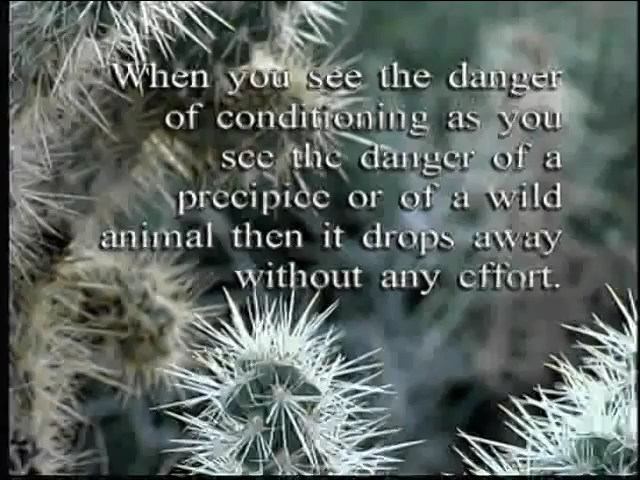 When you see the danger
of conditioning as you
see the danger of a
precipice or of a wild
animal then it drops away
without any effort.